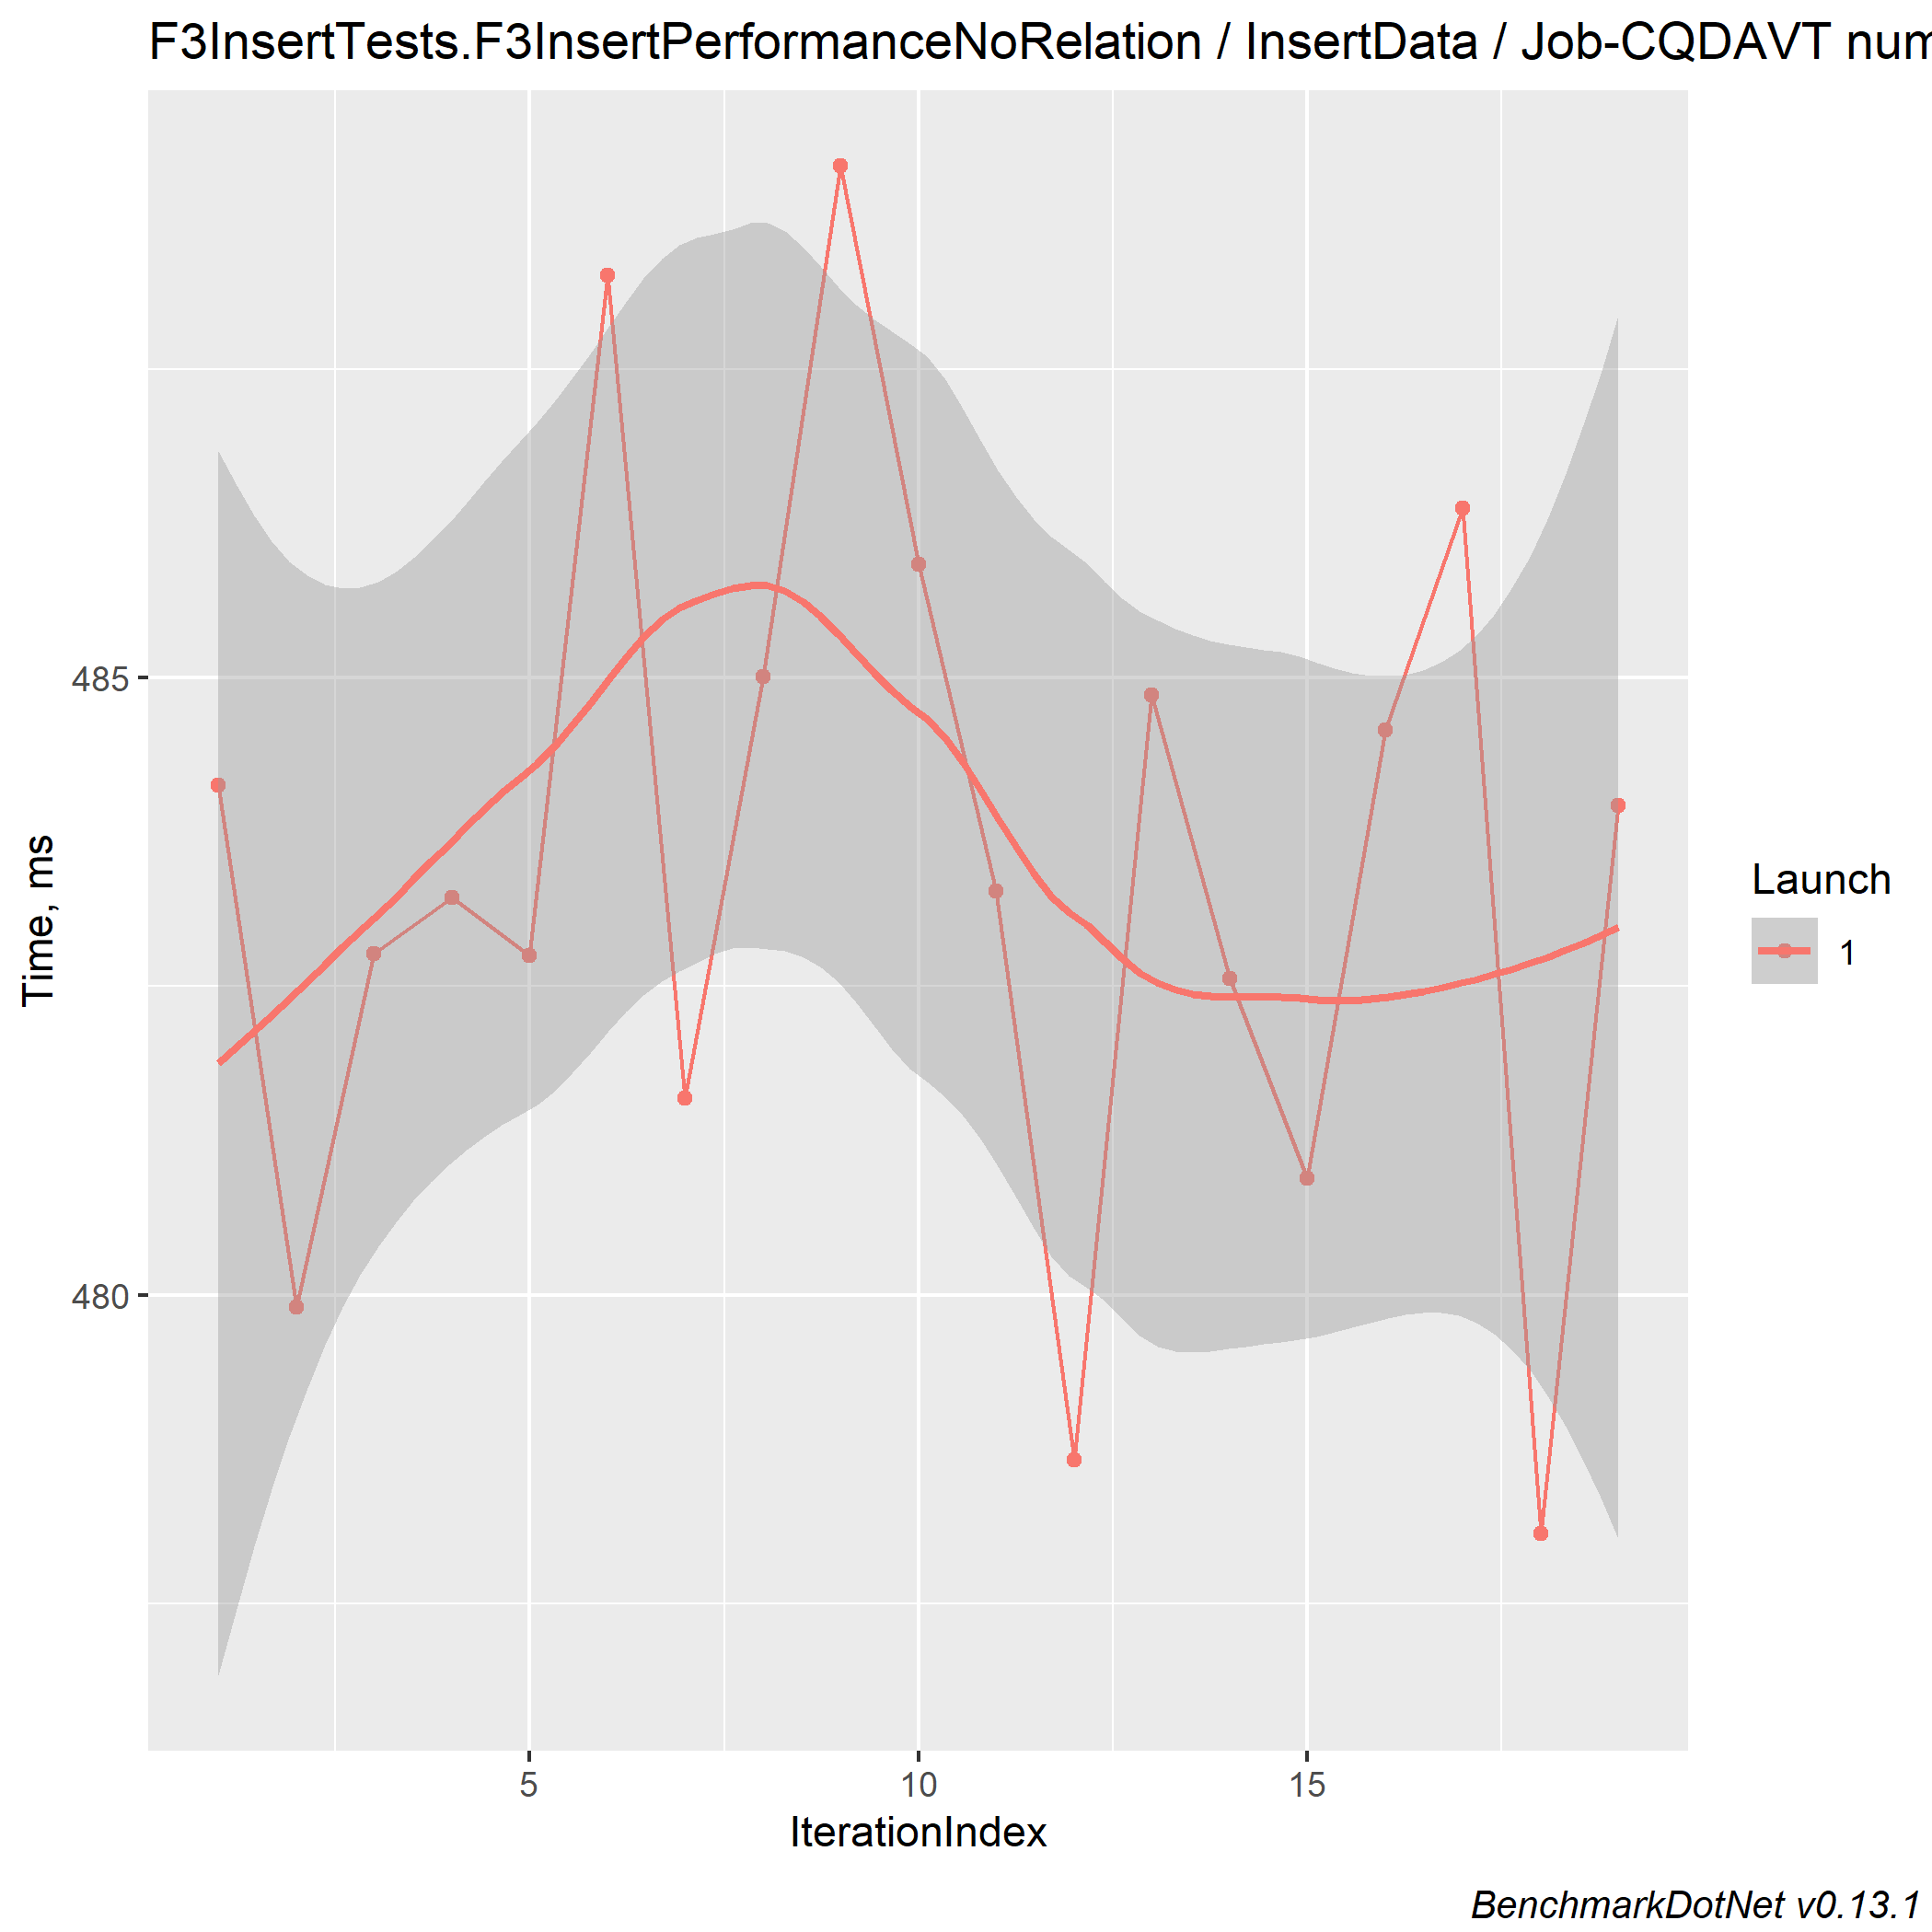 F3InsertTests.F3InsertPerformanceNoRelation / InsertData / Job-CQDAVT num
485
480
Time, ms
5 10 15
IterationIndex
Launch
1
BenchmarkDotNet v0.13.1